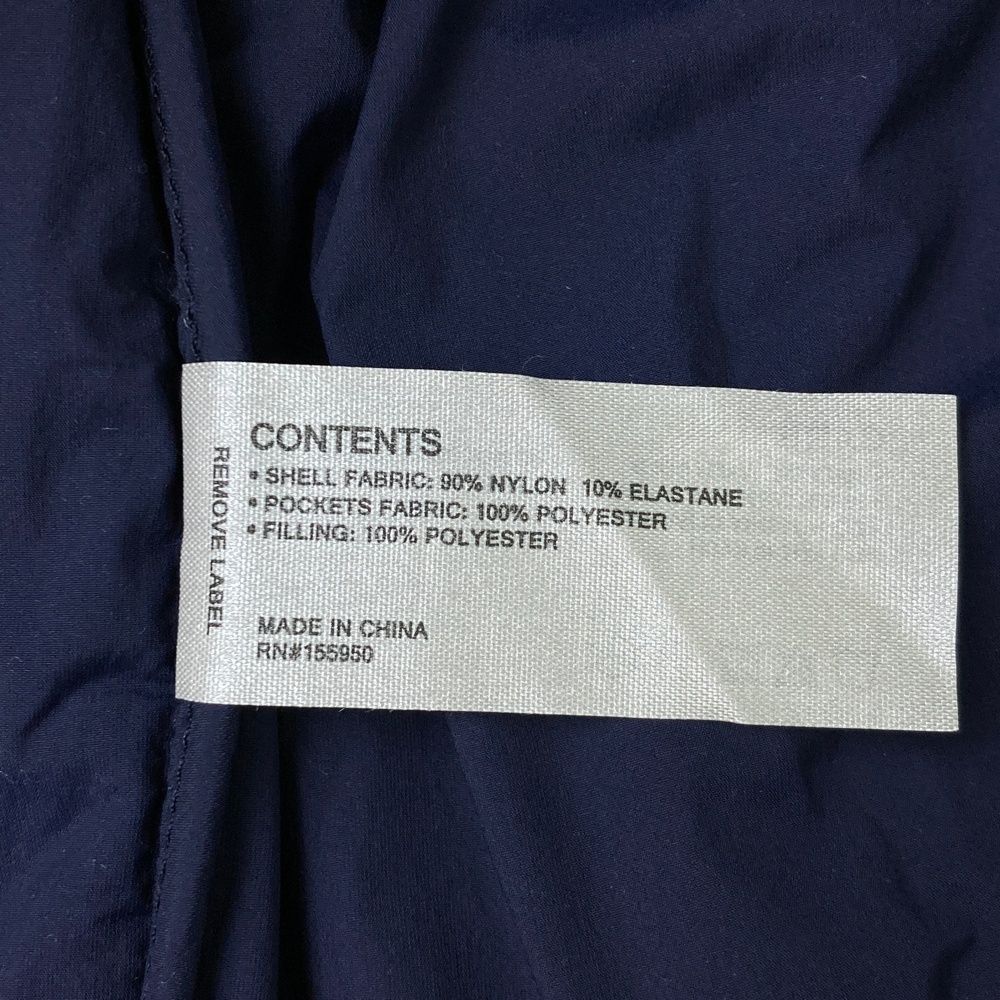 CONTENTS
• SHELL FABRIC: 90% NYLON 10% ELASTANE
• POCKETS FABRIC: 100% POLYESTER
• FILLING: 100% POLYESTER
MADE IN CHINA
RN#155950
REMOVE LABEL